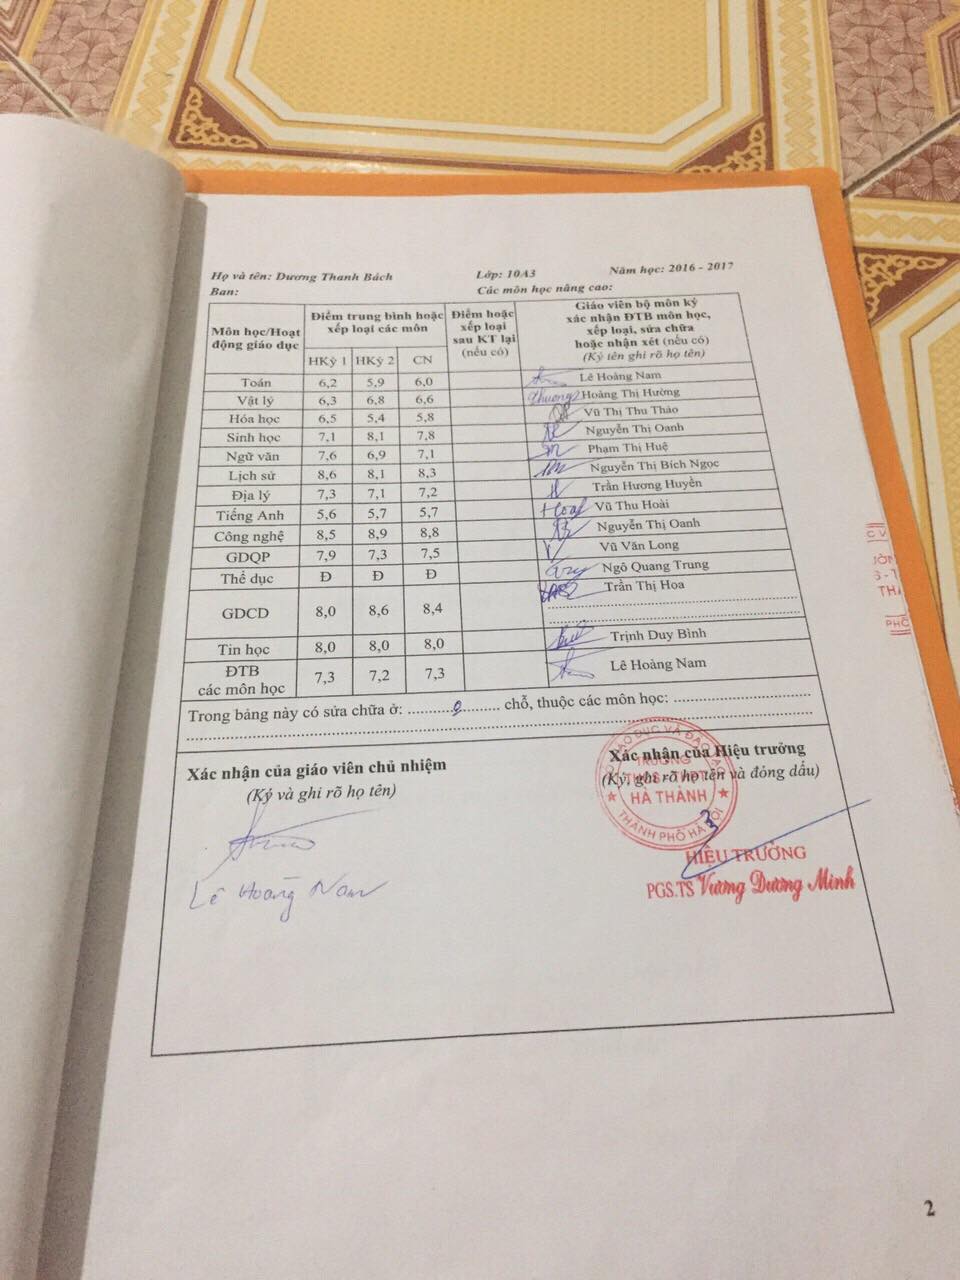 Họ và tên: Dương Thanh Bách Lớp: 10A3 Năm học: 2016 - 2017
Ban: Các môn học nâng cao:
Môn học/Hoạt động giáo dục | Điểm trung bình hoặc xếp loại các môn | Điểm hoặc xếp loại sau KT lại (nếu có) | Giáo viên bộ môn ký xác nhận ĐTB môn học, xếp loại, sửa chữa hoặc nhận xét (nếu có) (Ký tên ghi rõ họ tên)
HKỳ 1 HKỳ 2 CN
Toán 6,2 5,9 6,0 Lê Hoàng Nam
Vật lý 6,3 6,8 6,6 Hoàng Thị Hường
Hóa học 6,5 5,4 5,8 Vũ Thị Thu Thảo
Sinh học 7,1 8,1 7,8 Nguyễn Thị Oanh
Ngữ văn 7,6 6,9 7,1 Phạm Thị Huệ
Lịch sử 8,6 8,1 8,3 Nguyễn Thị Bích Ngọc
Địa lý 7,3 7,1 7,2 Trần Hương Huyền
Tiếng Anh 5,6 5,7 5,7 Vũ Thu Hoài
Công nghệ 8,5 8,9 8,8 Nguyễn Thị Oanh
GDQP 7,9 7,3 7,5 Vũ Văn Long
Thể dục Đ Đ Đ Ngô Quang Trung
GDCD 8,0 8,6 8,4 Trần Thị Hoa
Tin học 8,0 8,0 8,0 Trịnh Duy Bình
ĐTB các môn học 7,3 7,2 7,3 Lê Hoàng Nam
Trong bảng này có sửa chữa ở: 0 chỗ, thuộc các môn học:
Xác nhận của giáo viên chủ nhiệm
(Ký và ghi rõ họ tên)
Lê Hoàng Nam
Xác nhận của Hiệu trưởng
(Ký, ghi rõ họ tên và đóng dấu)
SỞ GIÁO DỤC VÀ ĐÀO TẠO
TRƯỜNG
THCS - THPT
HÀ THÀNH
THÀNH PHỐ HÀ NỘI
HIỆU TRƯỞNG
PGS.TS Vương Dương Minh
2